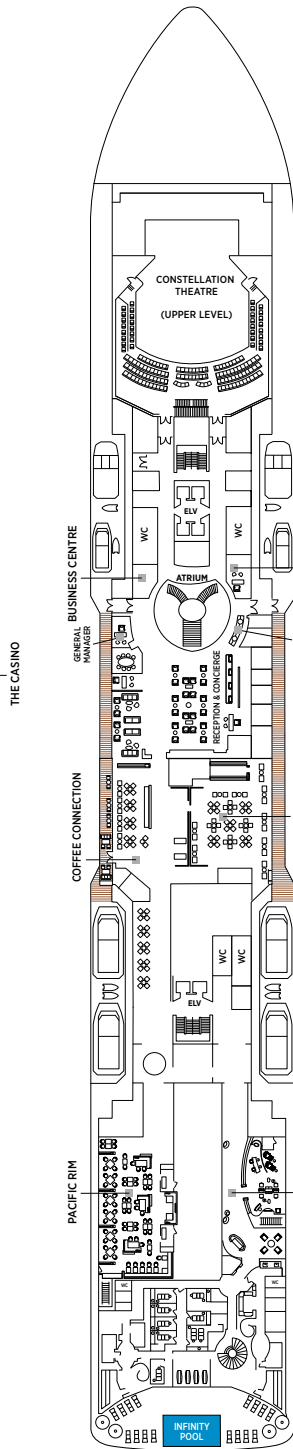 CONSTELLATION
THEATRE
(UPPER LEVEL)
ELV
WC
WC
BUSINESS CENTRE
ATRIUM
GENERAL
MANAGER
THE CASINO
RECEPTION & CONCIERGE
COFFEE CONNECTION
WC
WC
ELV
PACIFIC RIM
WC
WC
INFINITY
POOL